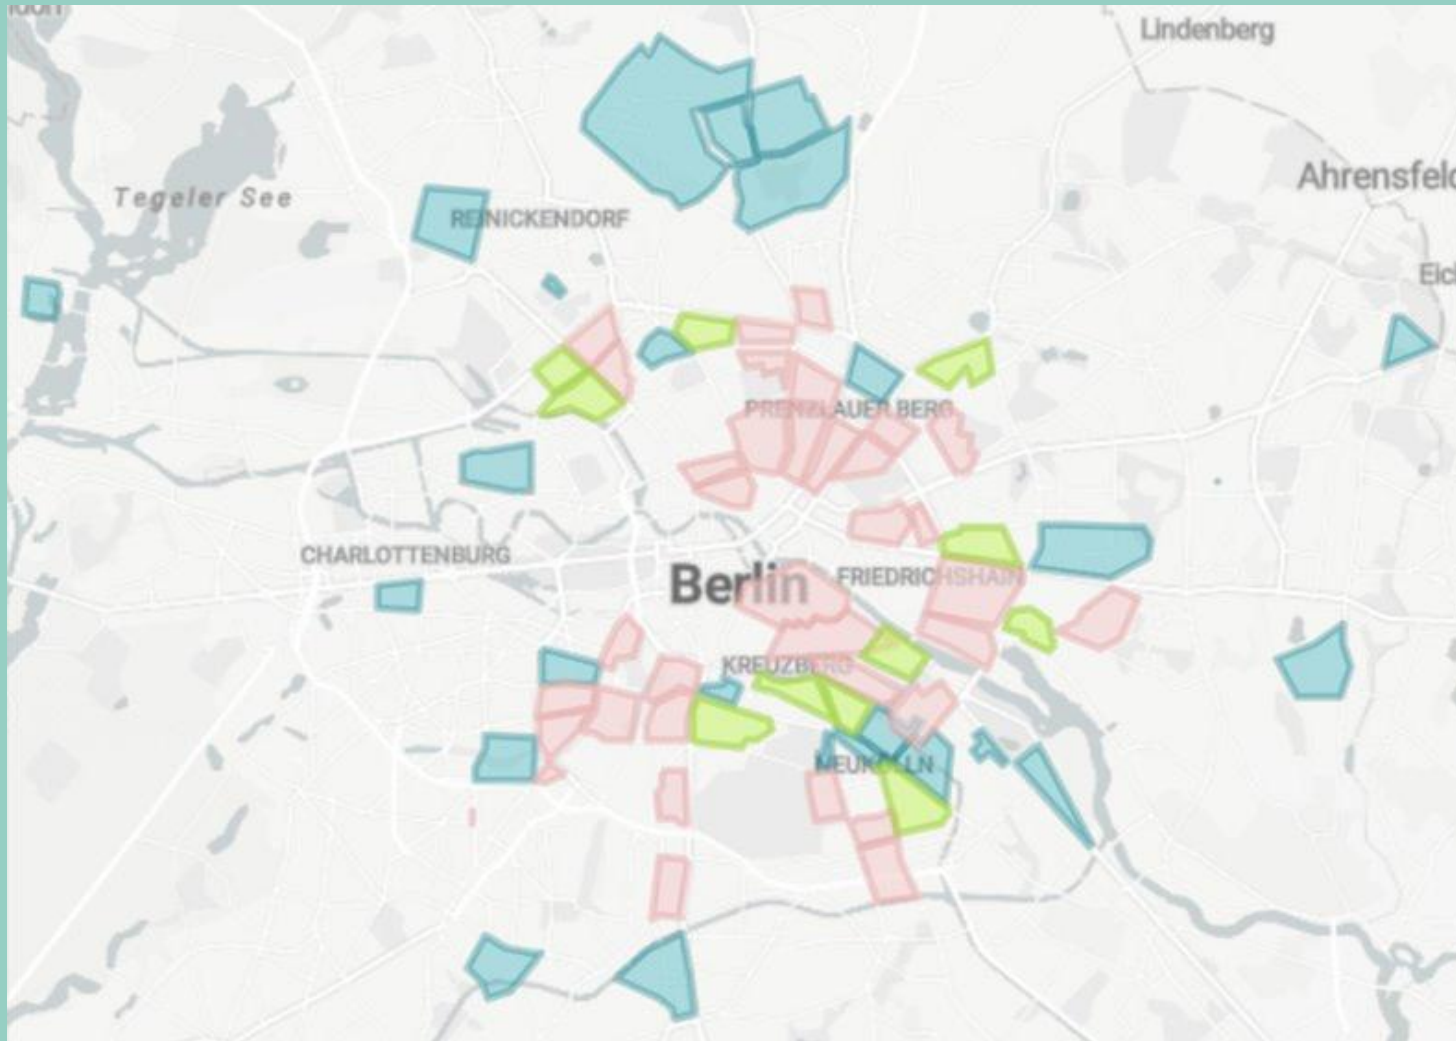 Lindenberg
Ahrensfeld
Tegeler See
REINICKENDORF
PRENZLAUER BERG
CHARLOTTENBURG
Berlin
FRIEDRICHSHAIN
KREUZBERG
NEUKÖLLN